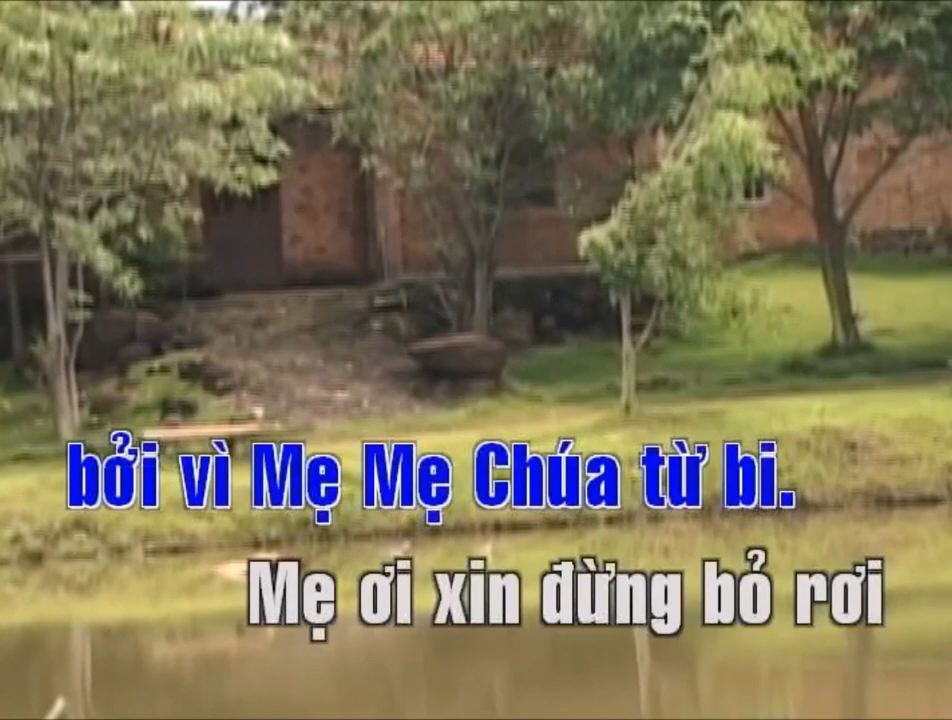 bởi vì Mẹ Mẹ Chúa từ bi.
Mẹ ơi xin đừng bỏ rơi